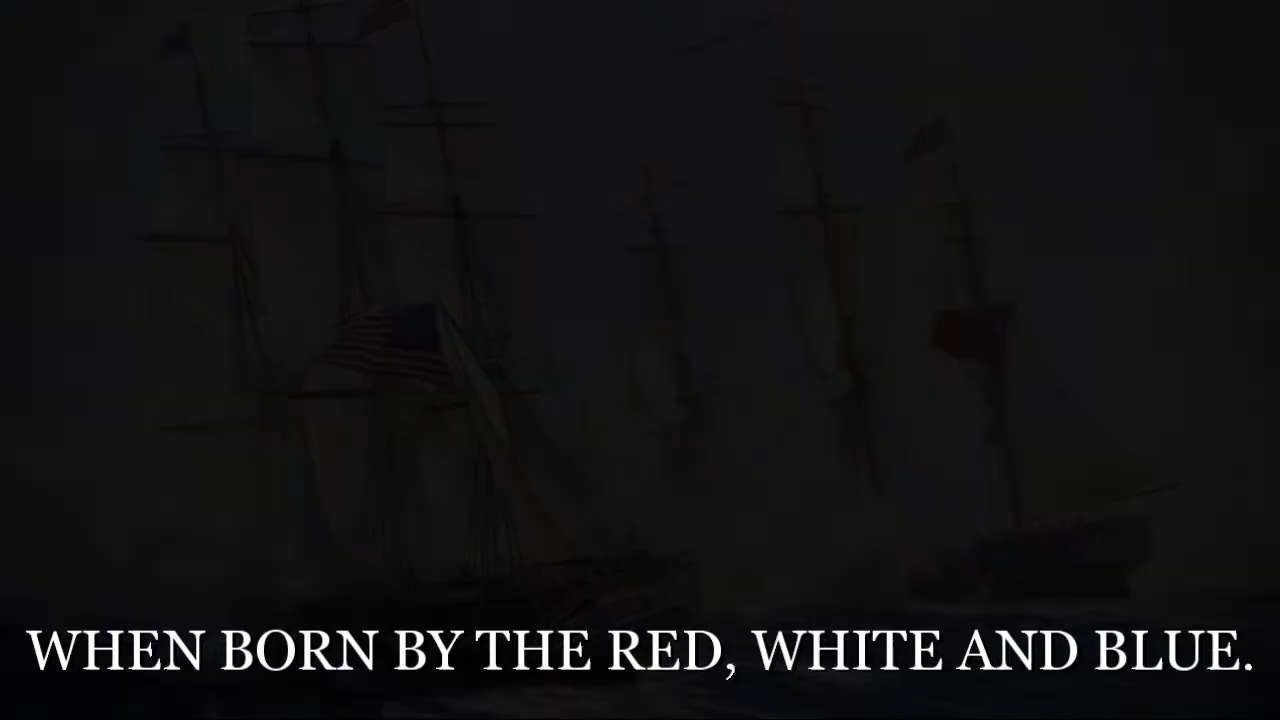 WHEN BORN BY THE RED, WHITE AND BLUE.